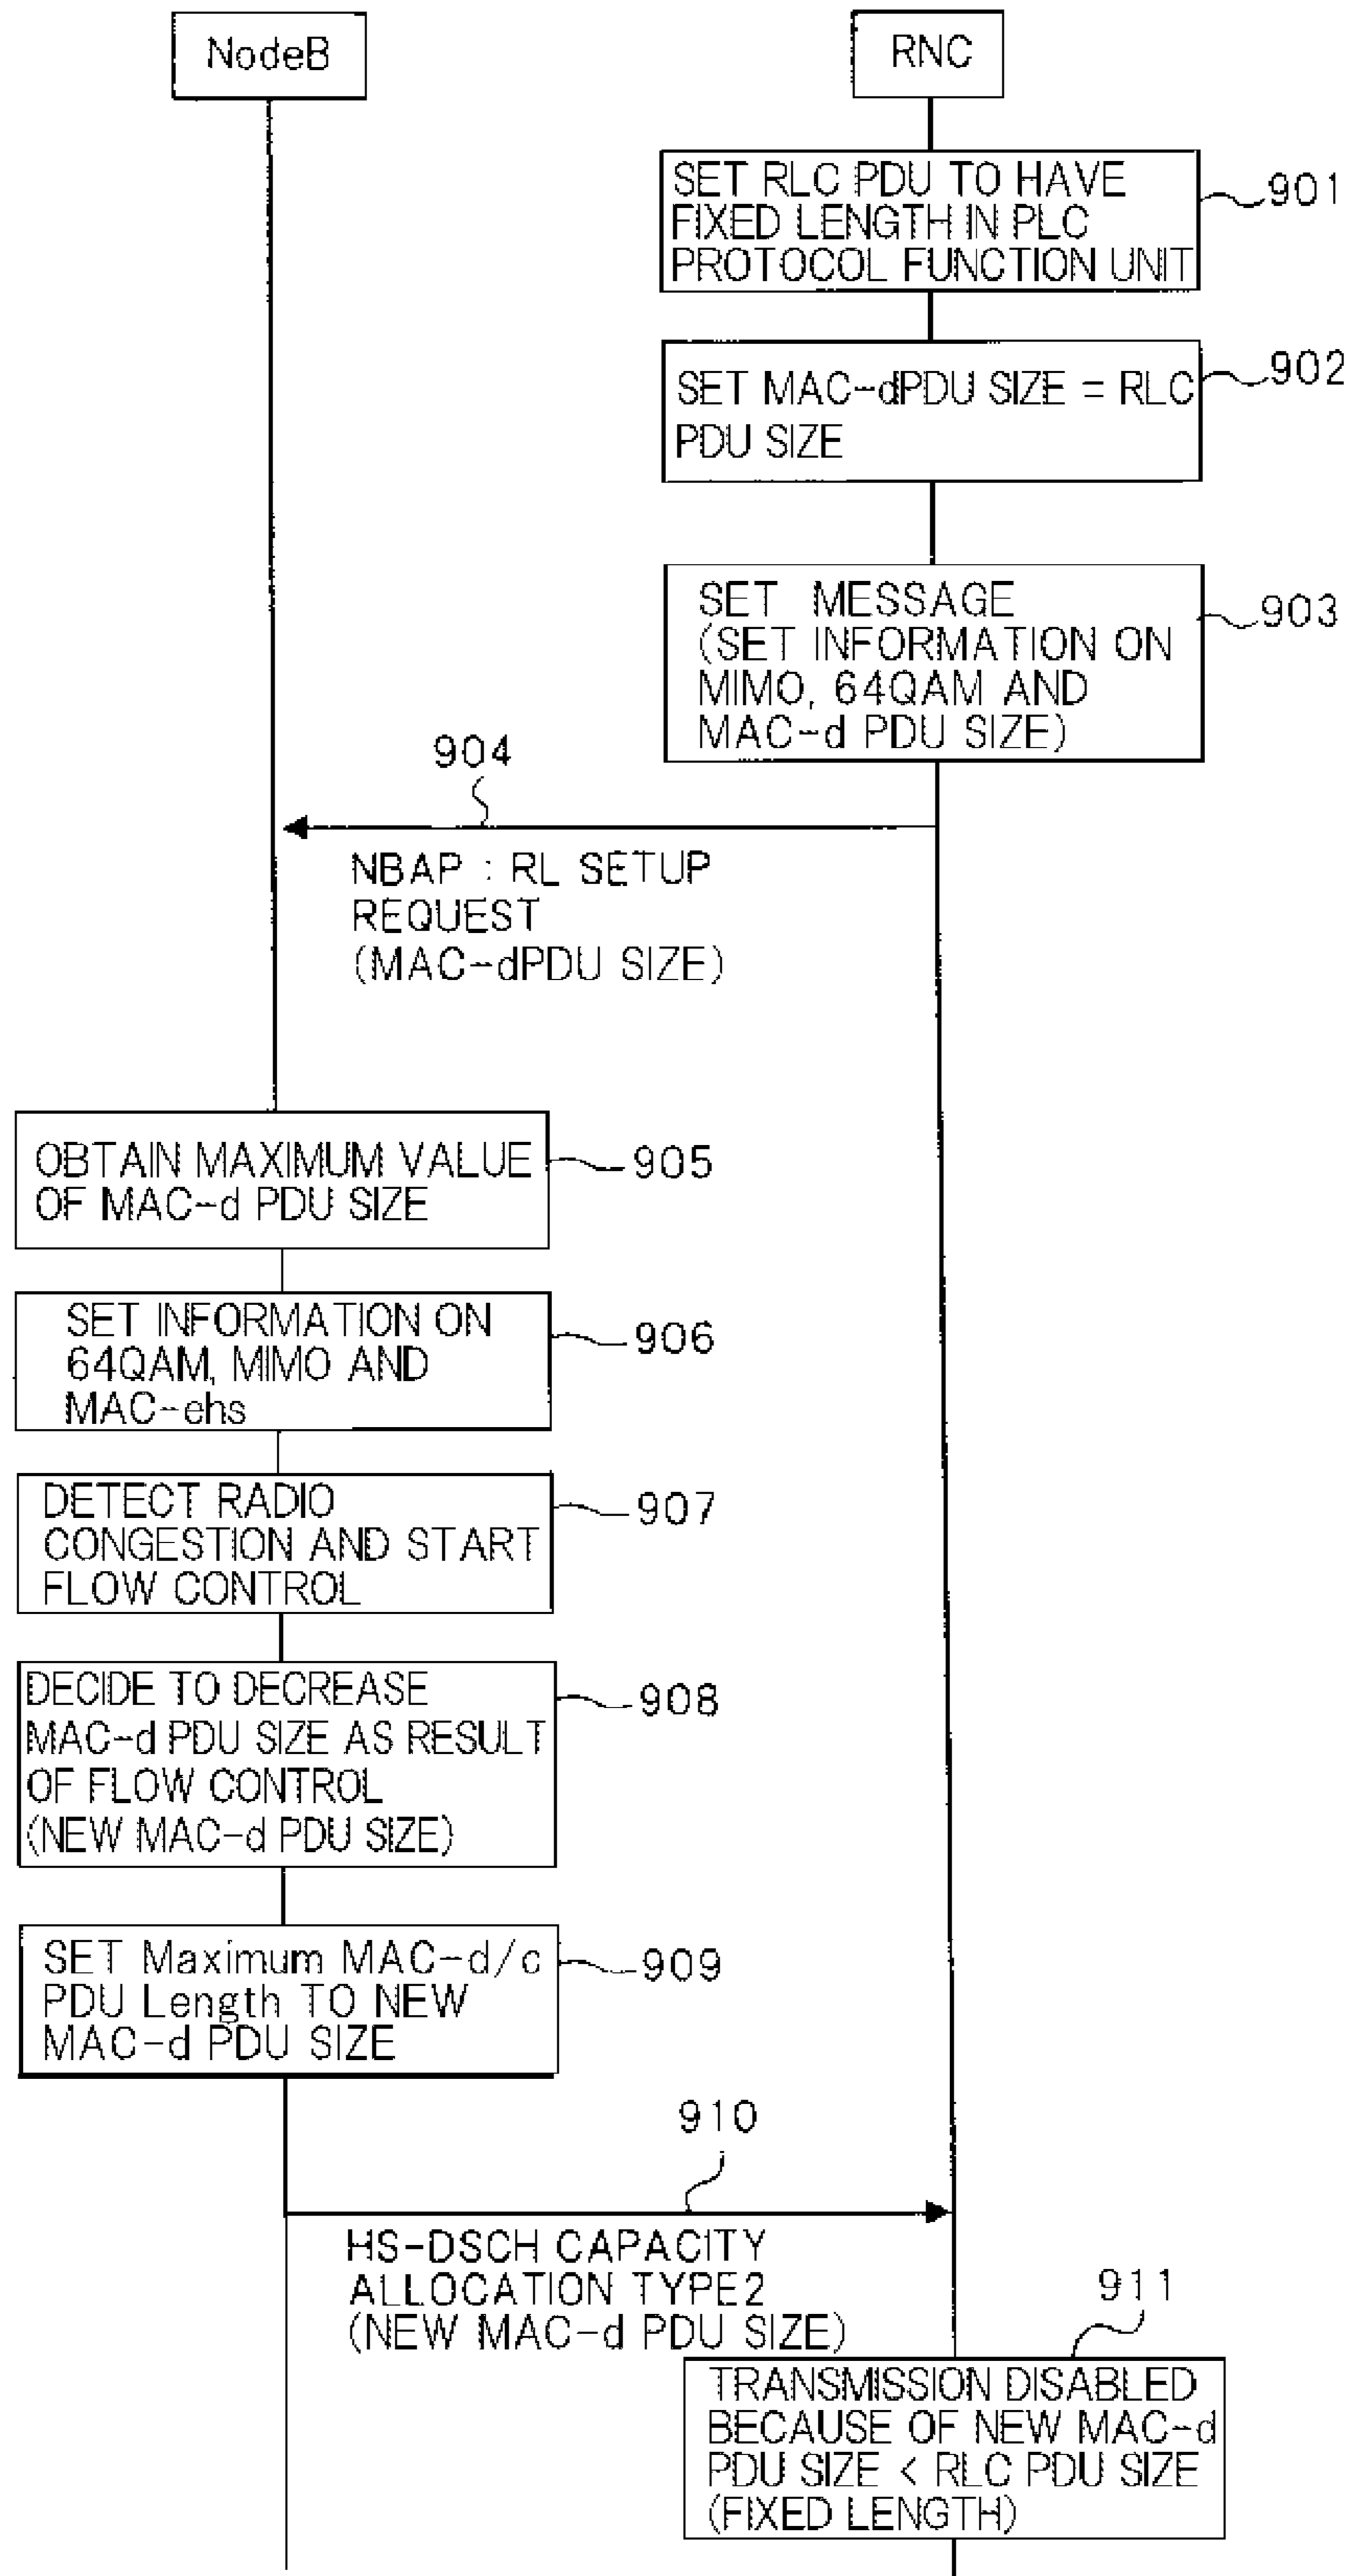 NodeB
RNC
SET RLC PDU TO HAVE
FIXED LENGTH IN PLC
PROTOCOL FUNCTION UNIT
901
SET MAC-dPDU SIZE = RLC
PDU SIZE
902
SET MESSAGE
(SET INFORMATION ON
MIMO, 64QAM AND
MAC-d PDU SIZE)
903
904
NBAP : RL SETUP
REQUEST
(MAC-dPDU SIZE)
OBTAIN MAXIMUM VALUE
OF MAC-d PDU SIZE
905
SET INFORMATION ON
64QAM, MIMO AND
MAC-ehs
906
DETECT RADIO
CONGESTION AND START
FLOW CONTROL
907
DECIDE TO DECREASE
MAC-d PDU SIZE AS RESULT
OF FLOW CONTROL
(NEW MAC-d PDU SIZE)
908
SET Maximum MAC-d/c
PDU Length TO NEW
MAC-d PDU SIZE
909
910
HS-DSCH CAPACITY
ALLOCATION TYPE2
(NEW MAC-d PDU SIZE)
911
TRANSMISSION DISABLED
BECAUSE OF NEW MAC-d
PDU SIZE < RLC PDU SIZE
(FIXED LENGTH)